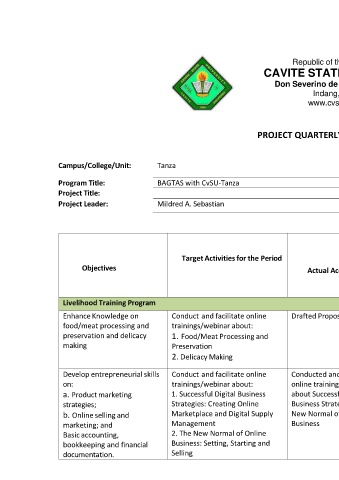 Republic of th
CAVITE STAT
Don Severino de
Indang,
www.cvs
PROJECT QUARTERLY
Campus/College/Unit: Tanza
Program Title: BAGTAS with CvSU-Tanza
Project Title:
Project Leader: Mildred A. Sebastian
Objectives
Target Activities for the Period
Actual Acc
Livelihood Training Program
Enhance Knowledge on
food/meat processing and
preservation and delicacy
making
Conduct and facilitate online
trainings/webinar about:
1. Food/Meat Processing and
Preservation
2. Delicacy Making
Drafted Propos
Develop entrepreneurial skills
on:
a. Product marketing
strategies;
b. Online selling and
marketing; and
Basic accounting,
bookkeeping and financial
documentation.
Conduct and facilitate online
trainings/webinar about:
1. Successful Digital Business
Strategies: Creating Online
Marketplace and Digital Supply
Management
2. The New Normal of Online
Business: Setting, Starting and
Selling
Conducted and
online training
about Successf
Business Strate
New Normal o
Business